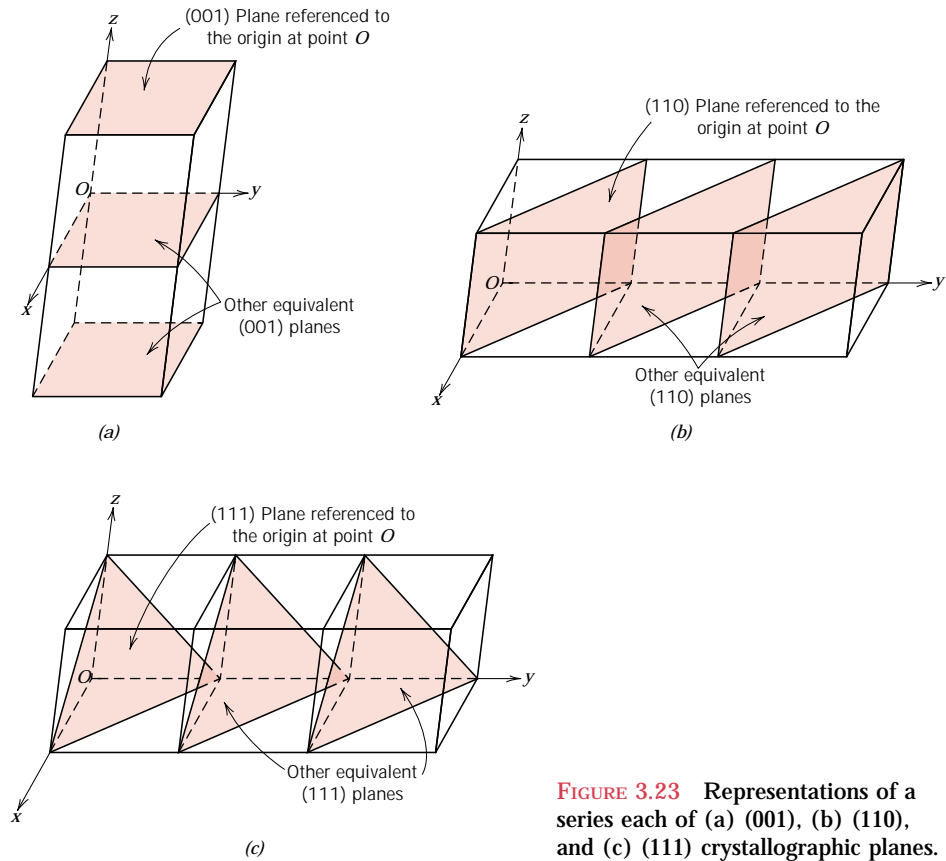 z
(001) Plane referenced to
the origin at point O
O
y
x
Other equivalent
(001) planes
(a)
z
(110) Plane referenced to the
origin at point O
O
y
x
Other equivalent
(110) planes
(b)
z
(111) Plane referenced to
the origin at point O
O
y
x
Other equivalent
(111) planes
(c)
FIGURE 3.23 Representations of a
series each of (a) (001), (b) (110),
and (c) (111) crystallographic planes.